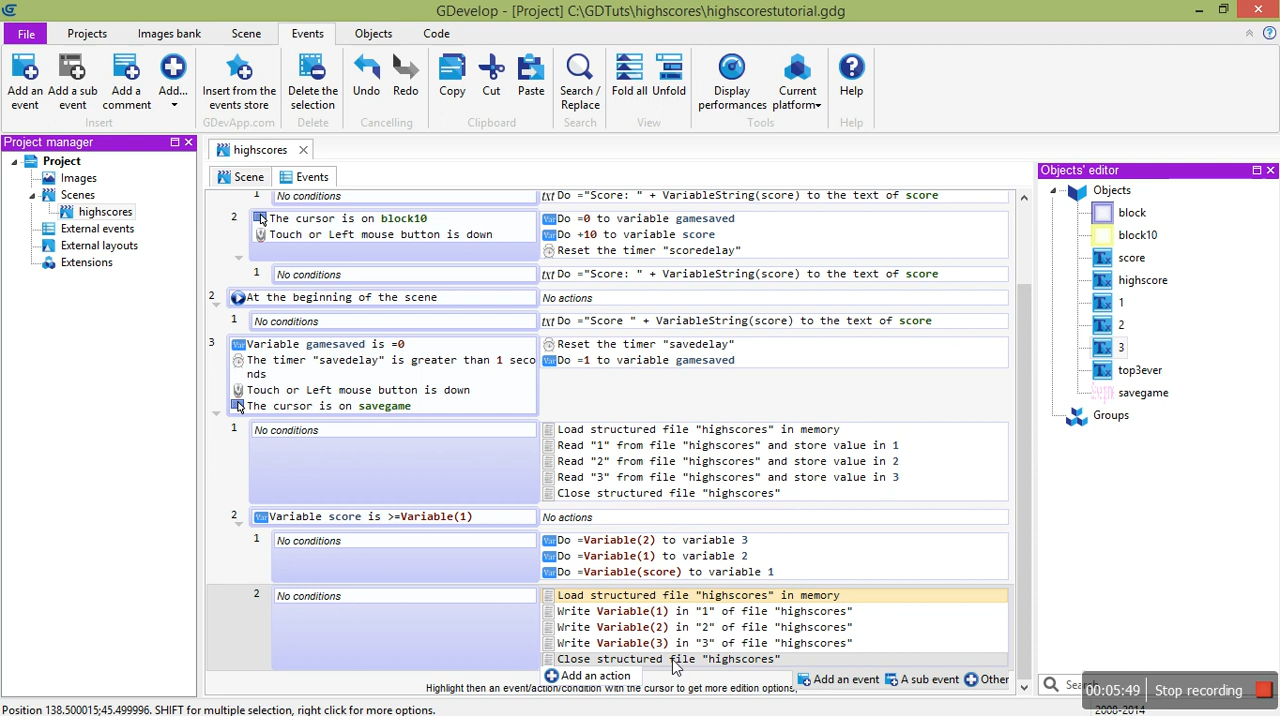 GDevelop - [Project] C:\GDTuts\highscores\highscorestutorial.gdg
File Projects Images bank Scene Events Objects Code
Add an event Add a sub event Add a comment Add... Insert from the events store Delete the selection Undo Redo Copy Cut Paste Search / Replace Fold all Unfold Display performances Current platform Help
Insert GDevApp.com Delete Cancelling Clipboard Search View Tools Help
Project manager
Project
Images
Scenes
highscores
External events
External layouts
Extensions
highscores
Scene Events
1 No conditions Do ="Score: " + VariableString(score) to the text of score
2 The cursor is on block10 Do =0 to variable gamesaved
Touch or Left mouse button is down Do +10 to variable score
Reset the timer "scoredelay"
1 No conditions Do ="Score: " + VariableString(score) to the text of score
2 At the beginning of the scene No actions
1 No conditions Do ="Score " + VariableString(score) to the text of score
3 Variable gamesaved is =0 Reset the timer "savedelay"
The timer "savedelay" is greater than 1 seco Do =1 to variable gamesaved
nds
Touch or Left mouse button is down
The cursor is on savegame
1 No conditions Load structured file "highscores" in memory
Read "1" from file "highscores" and store value in 1
Read "2" from file "highscores" and store value in 2
Read "3" from file "highscores" and store value in 3
Close structured file "highscores"
2 Variable score is >=Variable(1) No actions
1 No conditions Do =Variable(2) to variable 3
Do =Variable(1) to variable 2
Do =Variable(score) to variable 1
2 No conditions Load structured file "highscores" in memory
Write Variable(1) in "1" of file "highscores"
Write Variable(2) in "2" of file "highscores"
Write Variable(3) in "3" of file "highscores"
Close structured file "highscores"
Add an action Add an event A sub event Other
Highlight then an event/action/condition with the cursor to get more edition options,
Objects' editor
Objects
block
block10
score
highscore
1
2
3
top3ever
savegame
Groups
00:05:49 Stop recording
Position 138.500015;45.499996. SHIFT for multiple selection, right click for more options.
2008-2014